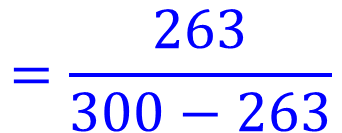 = 263 / (300 − 263)